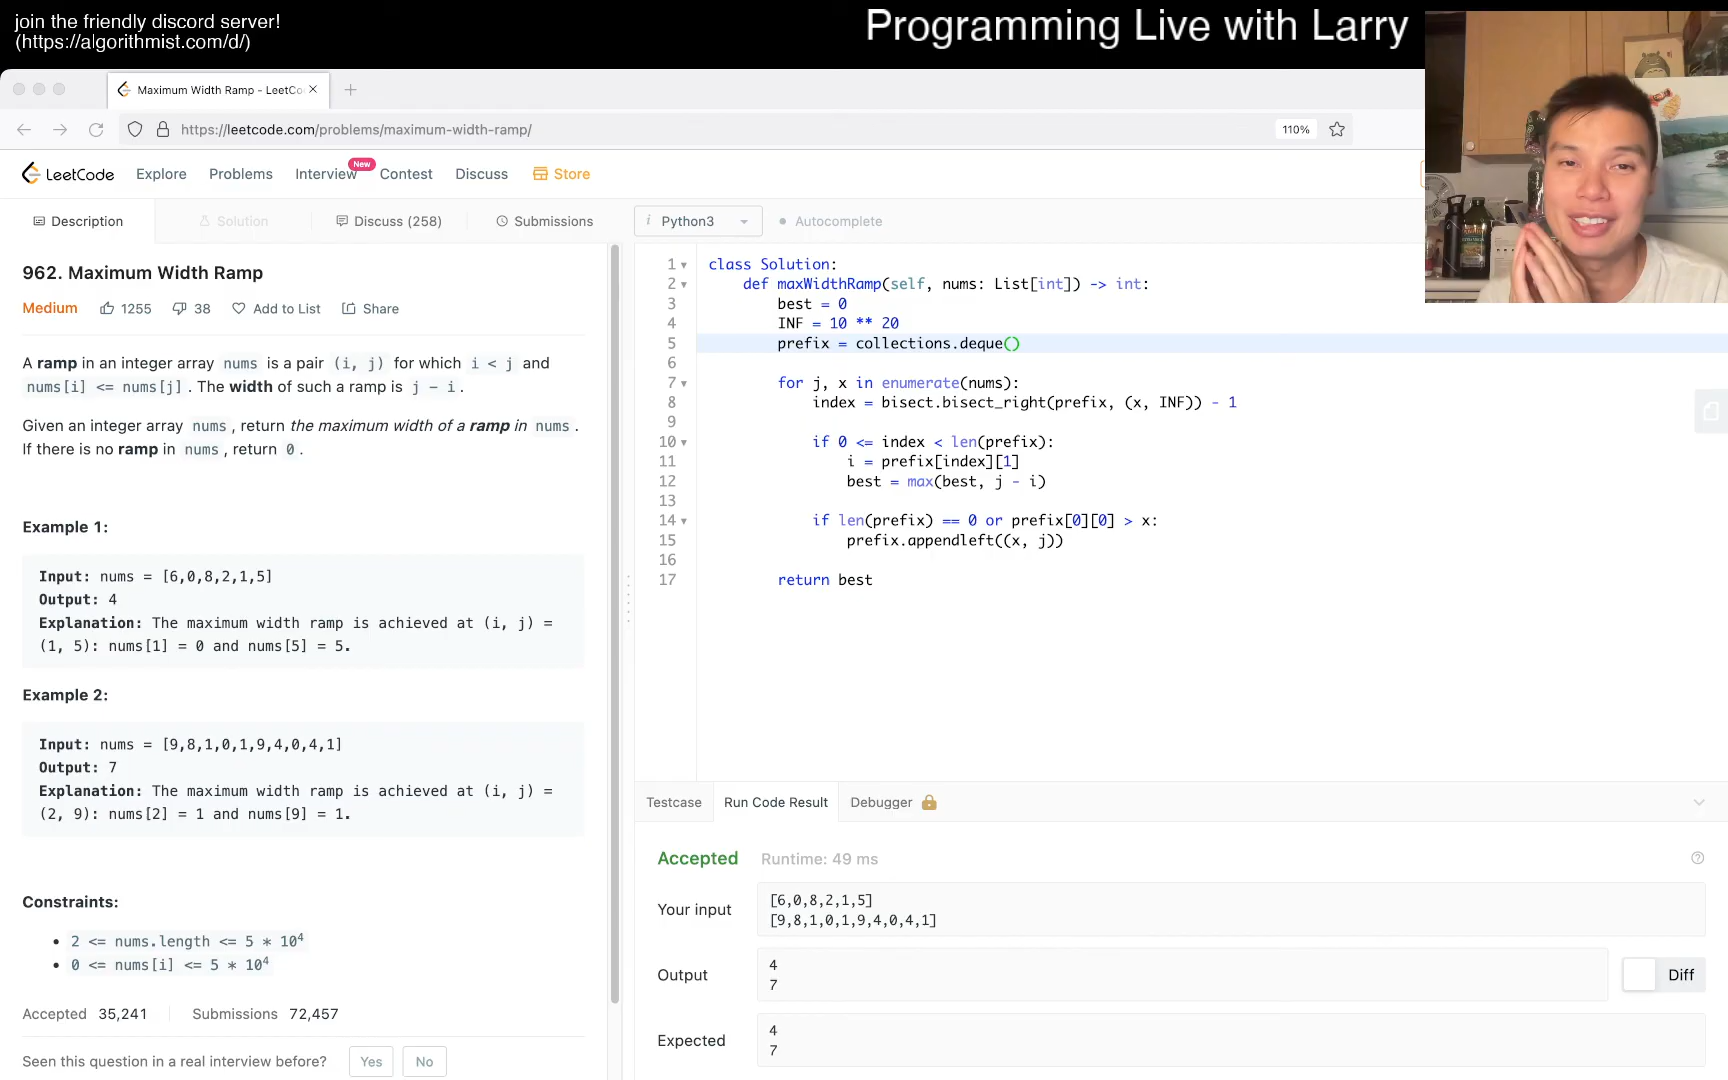 join the friendly discord server!
(https://algorithmist.com/d/)
Programming Live with Larry
Maximum Width Ramp - LeetCo
https://leetcode.com/problems/maximum-width-ramp/
110%
LeetCode
Explore
Problems
Interview
New
Contest
Discuss
Store
Description
Solution
Discuss (258)
Submissions
i Python3
Autocomplete
962. Maximum Width Ramp
Medium
1255
38
Add to List
Share
A ramp in an integer array nums is a pair (i, j) for which i < j and
nums[i] <= nums[j]. The width of such a ramp is j - i.
Given an integer array nums, return the maximum width of a ramp in nums.
If there is no ramp in nums, return 0.
Example 1:
Input: nums = [6,0,8,2,1,5]
Output: 4
Explanation: The maximum width ramp is achieved at (i, j) =
(1, 5): nums[1] = 0 and nums[5] = 5.
Example 2:
Input: nums = [9,8,1,0,1,9,4,0,4,1]
Output: 7
Explanation: The maximum width ramp is achieved at (i, j) =
(2, 9): nums[2] = 1 and nums[9] = 1.
Constraints:
• 2 <= nums.length <= 5 * 10⁴
• 0 <= nums[i] <= 5 * 10⁴
Accepted 35,241
Submissions 72,457
Seen this question in a real interview before?
Yes
No
1 class Solution:
2 def maxWidthRamp(self, nums: List[int]) -> int:
3 best = 0
4 INF = 10 ** 20
5 prefix = collections.deque()
6
7 for j, x in enumerate(nums):
8 index = bisect.bisect_right(prefix, (x, INF)) - 1
9
10 if 0 <= index < len(prefix):
11 i = prefix[index][1]
12 best = max(best, j - i)
13
14 if len(prefix) == 0 or prefix[0][0] > x:
15 prefix.appendleft((x, j))
16
17 return best
Testcase
Run Code Result
Debugger
Accepted
Runtime: 49 ms
Your input
[6,0,8,2,1,5]
[9,8,1,0,1,9,4,0,4,1]
Output
4
7
Diff
Expected
4
7